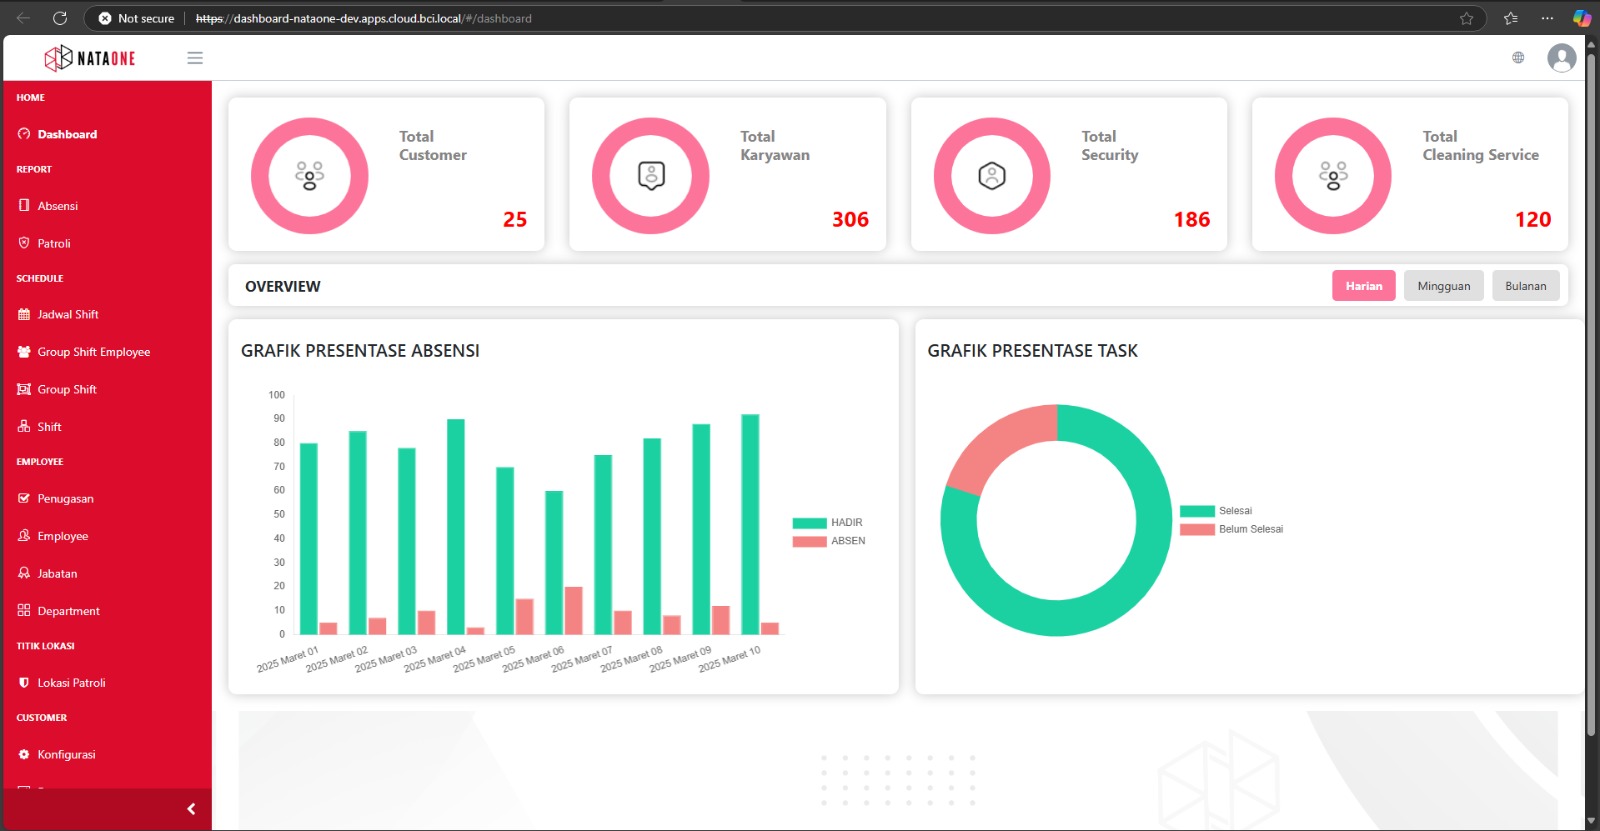 Not secure
https://dashboard-nataone-dev.apps.cloud.bci.local/#/dashboard
NATAONE
HOME
Dashboard
REPORT
Absensi
Patroli
SCHEDULE
Jadwal Shift
Group Shift Employee
Group Shift
Shift
EMPLOYEE
Penugasan
Employee
Jabatan
Department
TITIK LOKASI
Lokasi Patroli
CUSTOMER
Konfigurasi
Total
Customer
25
Total
Karyawan
306
Total
Security
186
Total
Cleaning Service
120
OVERVIEW
Harian
Mingguan
Bulanan
GRAFIK PRESENTASE ABSENSI
100
90
80
70
60
50
40
30
20
10
0
2025 Maret 01
2025 Maret 02
2025 Maret 03
2025 Maret 04
2025 Maret 05
2025 Maret 06
2025 Maret 07
2025 Maret 08
2025 Maret 09
2025 Maret 10
HADIR
ABSEN
GRAFIK PRESENTASE TASK
Selesai
Belum Selesai